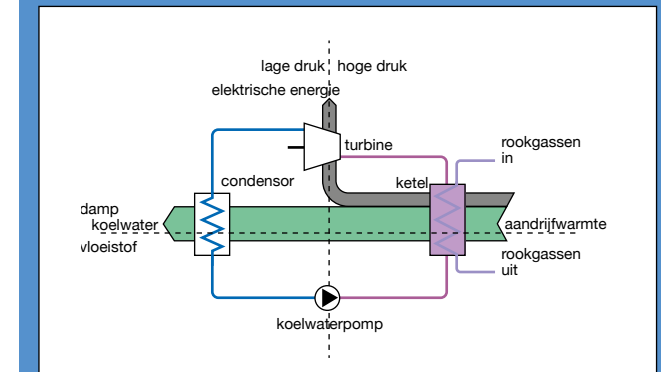 lage druk hoge druk
elektrische energie
turbine
rookgassen
in
condensor
ketel
damp
koelwater
aandrijfwarmte
vloeistof
rookgassen
uit
koelwaterpomp